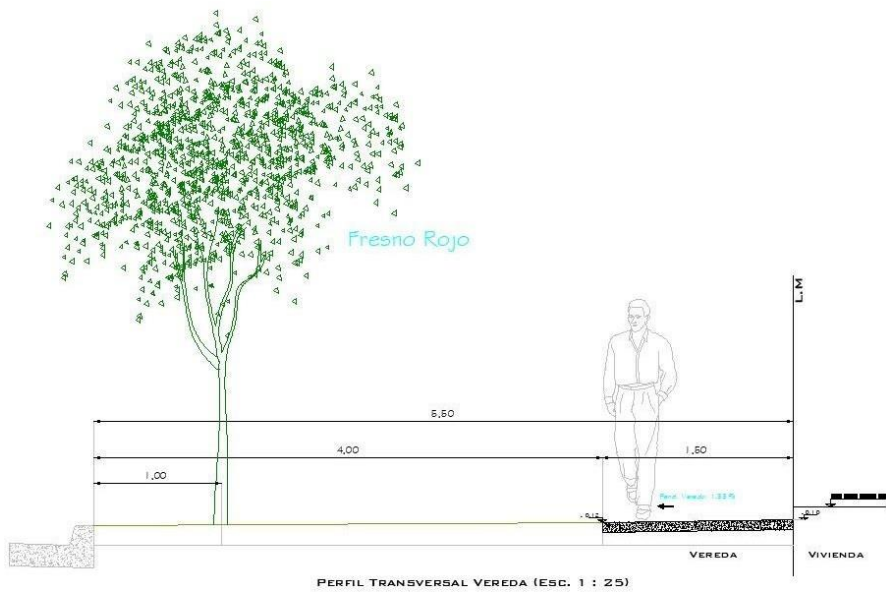 Fresno Rojo
L.M
5,50
4,00
1,50
1,00
VEREDA
VIVIENDA
PERFIL TRANSVERSAL VEREDA (ESC. 1 : 25)